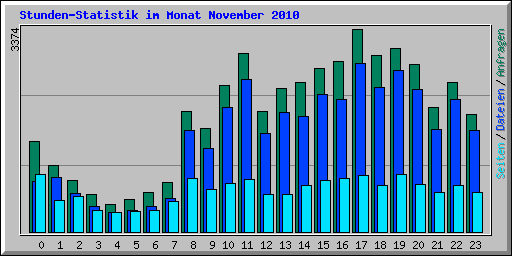 Stunden-Statistik im Monat November 2010
3374
Seiten / Dateien / Anfragen
0 1 2 3 4 5 6 7 8 9 10 11 12 13 14 15 16 17 18 19 20 21 22 23